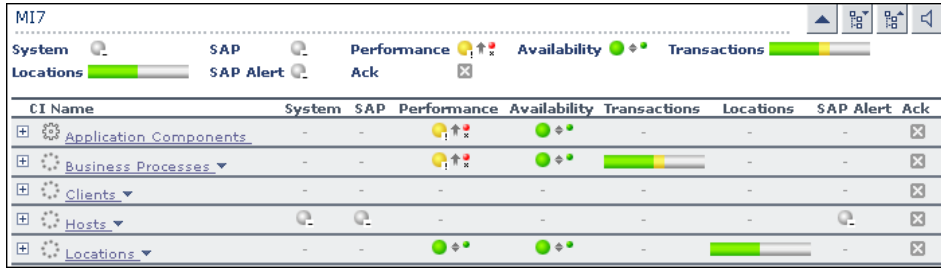 MI7
System SAP Performance Availability Transactions
Locations SAP Alert Ack
CI Name System SAP Performance Availability Transactions Locations SAP Alert Ack
Application Components - - - - -
Business Processes - - - -
Clients - - - - - - -
Hosts - - - -
Locations - - - -